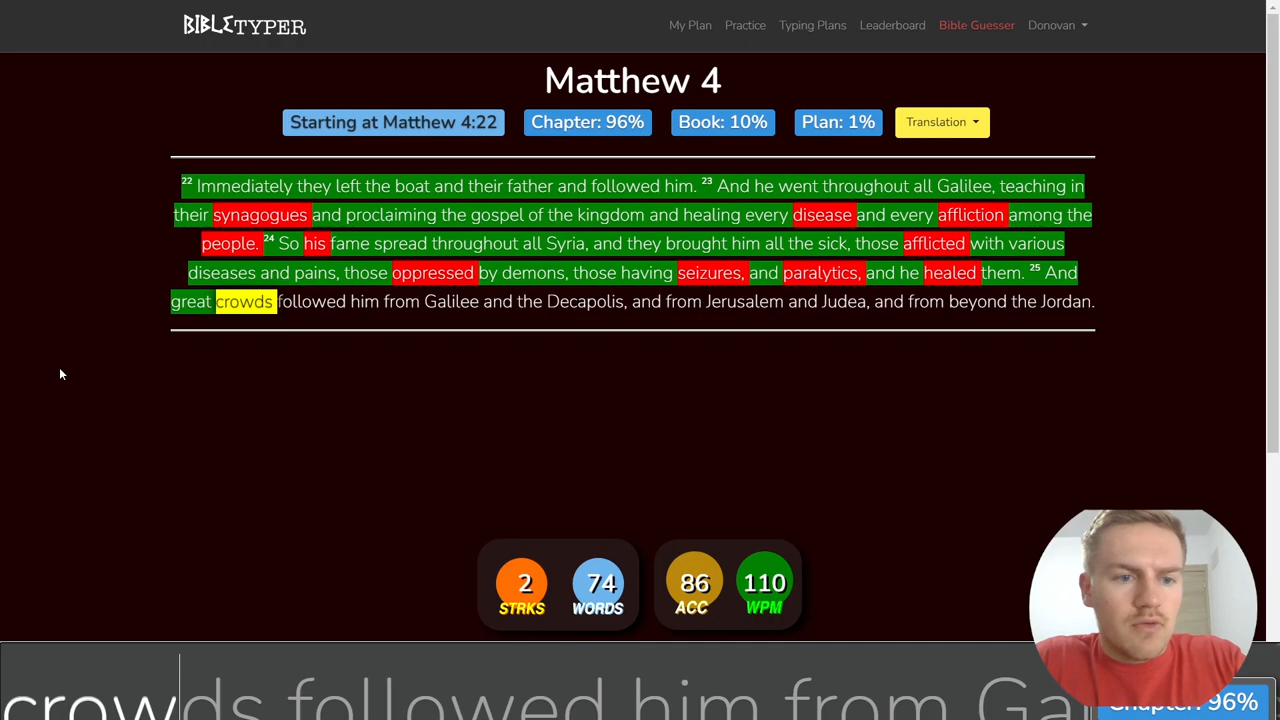 BIBLETYPER
My Plan Practice Typing Plans Leaderboard Bible Guesser Donovan
Matthew 4
Starting at Matthew 4:22 Chapter: 96% Book: 10% Plan: 1% Translation
22 Immediately they left the boat and their father and followed him. 23 And he went throughout all Galilee, teaching in
their synagogues and proclaiming the gospel of the kingdom and healing every disease and every affliction among the
people. 24 So his fame spread throughout all Syria, and they brought him all the sick, those afflicted with various
diseases and pains, those oppressed by demons, those having seizures, and paralytics, and he healed them. 25 And
great crowds followed him from Galilee and the Decapolis, and from Jerusalem and Judea, and from beyond the Jordan.
2 74 86 110
STRKS WORDS ACC WPM
crowds followed him from Ga
Chapter: 96%